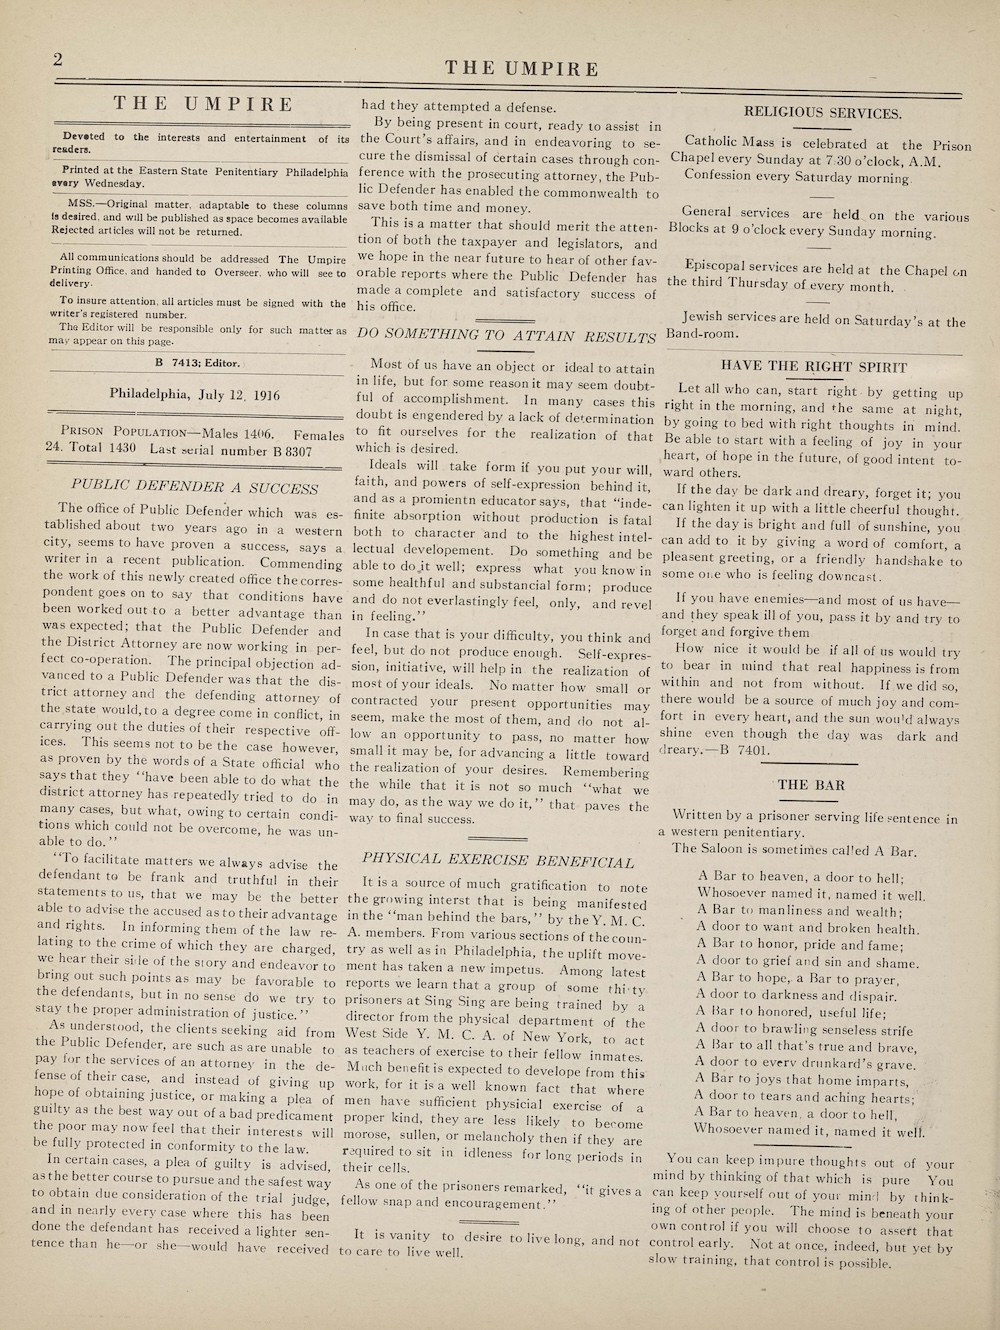 2
THE UMPIRE
THE UMPIRE
Devoted to the interests and entertainment of its
readers.
Printed at the Eastern State Penitentiary Philadelphia
every Wednesday.
MSS.—Original matter, adaptable to these columns
is desired, and will be published as space becomes available
Rejected articles will not be returned.
All communications should be addressed The Umpire
Printing Office, and handed to Overseer, who will see to
delivery.
To insure attention, all articles must be signed with the
writer's registered number.
The Editor will be responsible only for such matter as
may appear on this page.
B 7413; Editor.
Philadelphia, July 12, 1916
PRISON POPULATION—Males 1406. Females
24. Total 1430 Last serial number B 8307
PUBLIC DEFENDER A SUCCESS
The office of Public Defender which was es-
tablished about two years ago in a western
city, seems to have proven a success, says a
writer in a recent publication. Commending
the work of this newly created office the corres-
pondent goes on to say that conditions have
been worked out to a better advantage than
was expected; that the Public Defender and
the District Attorney are now working in per-
fect co-operation. The principal objection ad-
vanced to a Public Defender was that the dis-
trict attorney and the defending attorney of
the state would, to a degree come in conflict, in
carrying out the duties of their respective off-
ices. This seems not to be the case however,
as proven by the words of a State official who
says that they "have been able to do what the
district attorney has repeatedly tried to do in
many cases, but what, owing to certain condi-
tions which could not be overcome, he was un-
able to do."
"To facilitate matters we always advise the
defendant to be frank and truthful in their
statements to us, that we may be the better
able to advise the accused as to their advantage
and rights. In informing them of the law re-
lating to the crime of which they are charged,
we hear their side of the story and endeavor to
bring out such points as may be favorable to
the defendants, but in no sense do we try to
stay the proper administration of justice."
As understood, the clients seeking aid from
the Public Defender, are such as are unable to
pay for the services of an attorney in the de-
fense of their case, and instead of giving up
hope of obtaining justice, or making a plea of
guilty as the best way out of a bad predicament
the poor may now feel that their interests will
be fully protected in conformity to the law.
In certain cases, a plea of guilty is advised,
as the better course to pursue and the safest way
to obtain due consideration of the trial judge,
and in nearly every case where this has been
done the defendant has received a lighter sen-
tence than he—or she—would have received
had they attempted a defense.
By being present in court, ready to assist in
the Court's affairs, and in endeavoring to se-
cure the dismissal of certain cases through con-
ference with the prosecuting attorney, the Pub-
lic Defender has enabled the commonwealth to
save both time and money.
This is a matter that should merit the atten-
tion of both the taxpayer and legislators, and
we hope in the near future to hear of other fav-
orable reports where the Public Defender has
made a complete and satisfactory success of
his office.
DO SOMETHING TO ATTAIN RESULTS
Most of us have an object or ideal to attain
in life, but for some reason it may seem doubt-
ful of accomplishment. In many cases this
doubt is engendered by a lack of determination
to fit ourselves for the realization of that
which is desired.
Ideals will take form if you put your will,
faith, and powers of self-expression behind it,
and as a promientn educator says, that "inde-
finite absorption without production is fatal
both to character and to the highest intel-
lectual developement. Do something and be
able to do it well; express what you know in
some healthful and substancial form; produce
and do not everlastingly feel, only, and revel
in feeling."
In case that is your difficulty, you think and
feel, but do not produce enough. Self-expres-
sion, initiative, will help in the realization of
most of your ideals. No matter how small or
contracted your present opportunities may
seem, make the most of them, and do not al-
low an opportunity to pass, no matter how
small it may be, for advancing a little toward
the realization of your desires. Remembering
the while that it is not so much "what we
may do, as the way we do it," that paves the
way to final success.
PHYSICAL EXERCISE BENEFICIAL
It is a source of much gratification to note
the growing interst that is being manifested
in the "man behind the bars," by the Y. M. C.
A. members. From various sections of the coun-
try as well as in Philadelphia, the uplift move-
ment has taken a new impetus. Among latest
reports we learn that a group of some thirty
prisoners at Sing Sing are being trained by a
director from the physical department of the
West Side Y. M. C. A. of New York, to act
as teachers of exercise to their fellow inmates.
Much benefit is expected to develope from this
work, for it is a well known fact that where
men have sufficient physicial exercise of a
proper kind, they are less likely to become
morose, sullen, or melancholy then if they are
required to sit in idleness for long periods in
their cells.
As one of the prisoners remarked, "it gives a
fellow snap and encouragement."
It is vanity to desire to live long, and not
to care to live well.
RELIGIOUS SERVICES.
Catholic Mass is celebrated at the Prison
Chapel every Sunday at 7:30 o'clock, A.M.
Confession every Saturday morning.
General services are held on the various
Blocks at 9 o'clock every Sunday morning.
Episcopal services are held at the Chapel on
the third Thursday of every month.
Jewish services are held on Saturday's at the
Band-room.
HAVE THE RIGHT SPIRIT
Let all who can, start right by getting up
right in the morning, and the same at night,
by going to bed with right thoughts in mind.
Be able to start with a feeling of joy in your
heart, of hope in the future, of good intent to-
ward others.
If the day be dark and dreary, forget it; you
can lighten it up with a little cheerful thought.
If the day is bright and full of sunshine, you
can add to it by giving a word of comfort, a
pleasent greeting, or a friendly handshake to
some one who is feeling downcast.
If you have enemies—and most of us have—
and they speak ill of you, pass it by and try to
forget and forgive them
How nice it would be if all of us would try
to bear in mind that real happiness is from
within and not from without. If we did so,
there would be a source of much joy and com-
fort in every heart, and the sun would always
shine even though the day was dark and
dreary.—B 7401.
THE BAR
Written by a prisoner serving life sentence in
a western penitentiary.
The Saloon is sometimes called A Bar.
A Bar to heaven, a door to hell;
Whosoever named it, named it well.
A Bar to manliness and wealth;
A door to want and broken health.
A Bar to honor, pride and fame;
A door to grief and sin and shame.
A Bar to hope, a Bar to prayer,
A door to darkness and dispair.
A Bar to honored, useful life;
A door to brawling senseless strife
A Bar to all that's true and brave,
A door to every drunkard's grave.
A Bar to joys that home imparts,
A door to tears and aching hearts;
A Bar to heaven, a door to hell,
Whosoever named it, named it well.
You can keep impure thoughts out of your
mind by thinking of that which is pure You
can keep yourself out of your mind by think-
ing of other people. The mind is beneath your
own control if you will choose to assert that
control early. Not at once, indeed, but yet by
slow training, that control is possible.